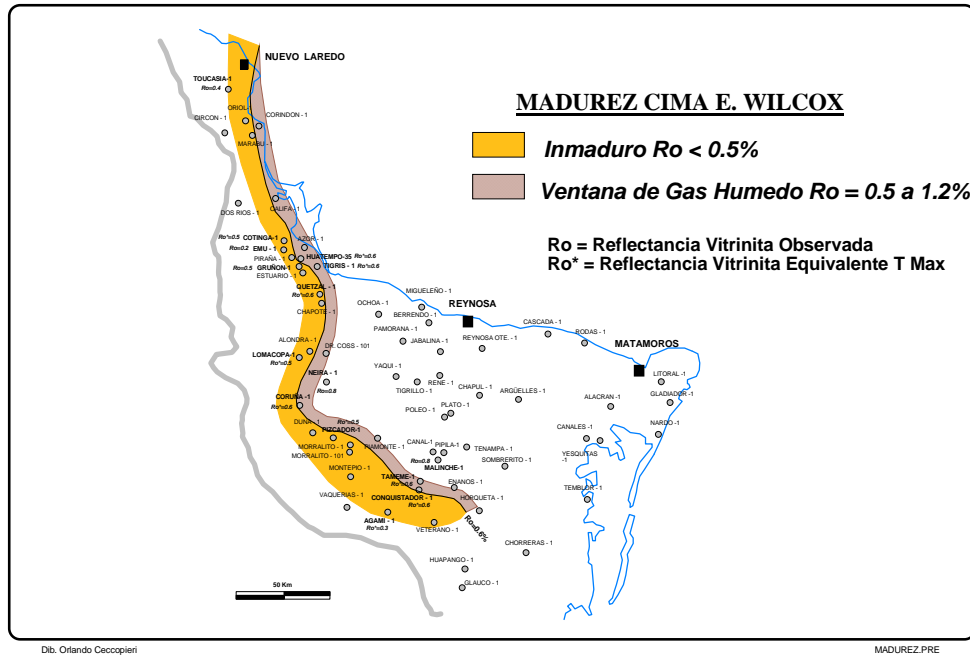 NUEVO LAREDO
TOUCASIA-1
Ro=0.4
ORIOL-1
CIRCON - 1
CORINDON - 1
MARABU - 1
MADUREZ CIMA E. WILCOX
Inmaduro Ro < 0.5%
Ventana de Gas Humedo Ro = 0.5 a 1.2%
Ro = Reflectancia Vitrinita Observada
Ro* = Reflectancia Vitrinita Equivalente T Max
DOS RIOS - 1
CALIFA - 1
Ro*=0.5 COTINGA-1
AZOR - 1
Ro=0.2 EMU - 1
PIRAÑA - 1
HUATEMPO-35 Ro*=0.6
Ro=0.5 GRUÑON-1
TIGRIS - 1 Ro*=0.6
ESTUARIO - 1
QUETZAL - 1
Ro*=0.6
CHAPOTE - 1
MIGUELEÑO - 1
OCHOA - 1
BERRENDO - 1
REYNOSA
PAMORANA - 1
JABALINA - 1
REYNOSA OTE. - 1
CASCADA - 1
RODAS - 1
MATAMOROS
ALONDRA - 1
DR. COSS - 101
LOMACOPA-1
Ro*=0.5
NEIRA - 1
Ro=0.8
YAQUI - 1
TIGRILLO - 1
RENE - 1
CHAPUL - 1
ARGÜELLES - 1
LITORAL -1
GLADIADOR - 1
ALACRAN - 1
CORUÑA -1
Ro*=0.6
POLEO - 1
PLATO - 1
DUNA - 1
Ro*=0.5
PIZCADOR-1
MORRALITO - 1
MORRALITO - 101
PIAMONTE - 1
CANAL-1
PIPILA - 1
Ro=0.8
MALINCHE-1
TENAMPA - 1
SOMBRERITO - 1
CANALES - 1
YESQUITAS
-1
NARDO - 1
MONTEPIO - 1
TAMEME-1
Ro*=0.6
ENANOS - 1
TEMBLOR - 1
VAQUERIAS - 1
CONQUISTADOR - 1
Ro*=0.6
HORQUETA - 1
AGAMI - 1
Ro*=0.3
VETERANO - 1
Ro=0.6%
CHORRERAS - 1
HUAPANGO - 1
GLAUCO - 1
50 Km
Dib. Orlando Ceccopieri
MADUREZ.PRE